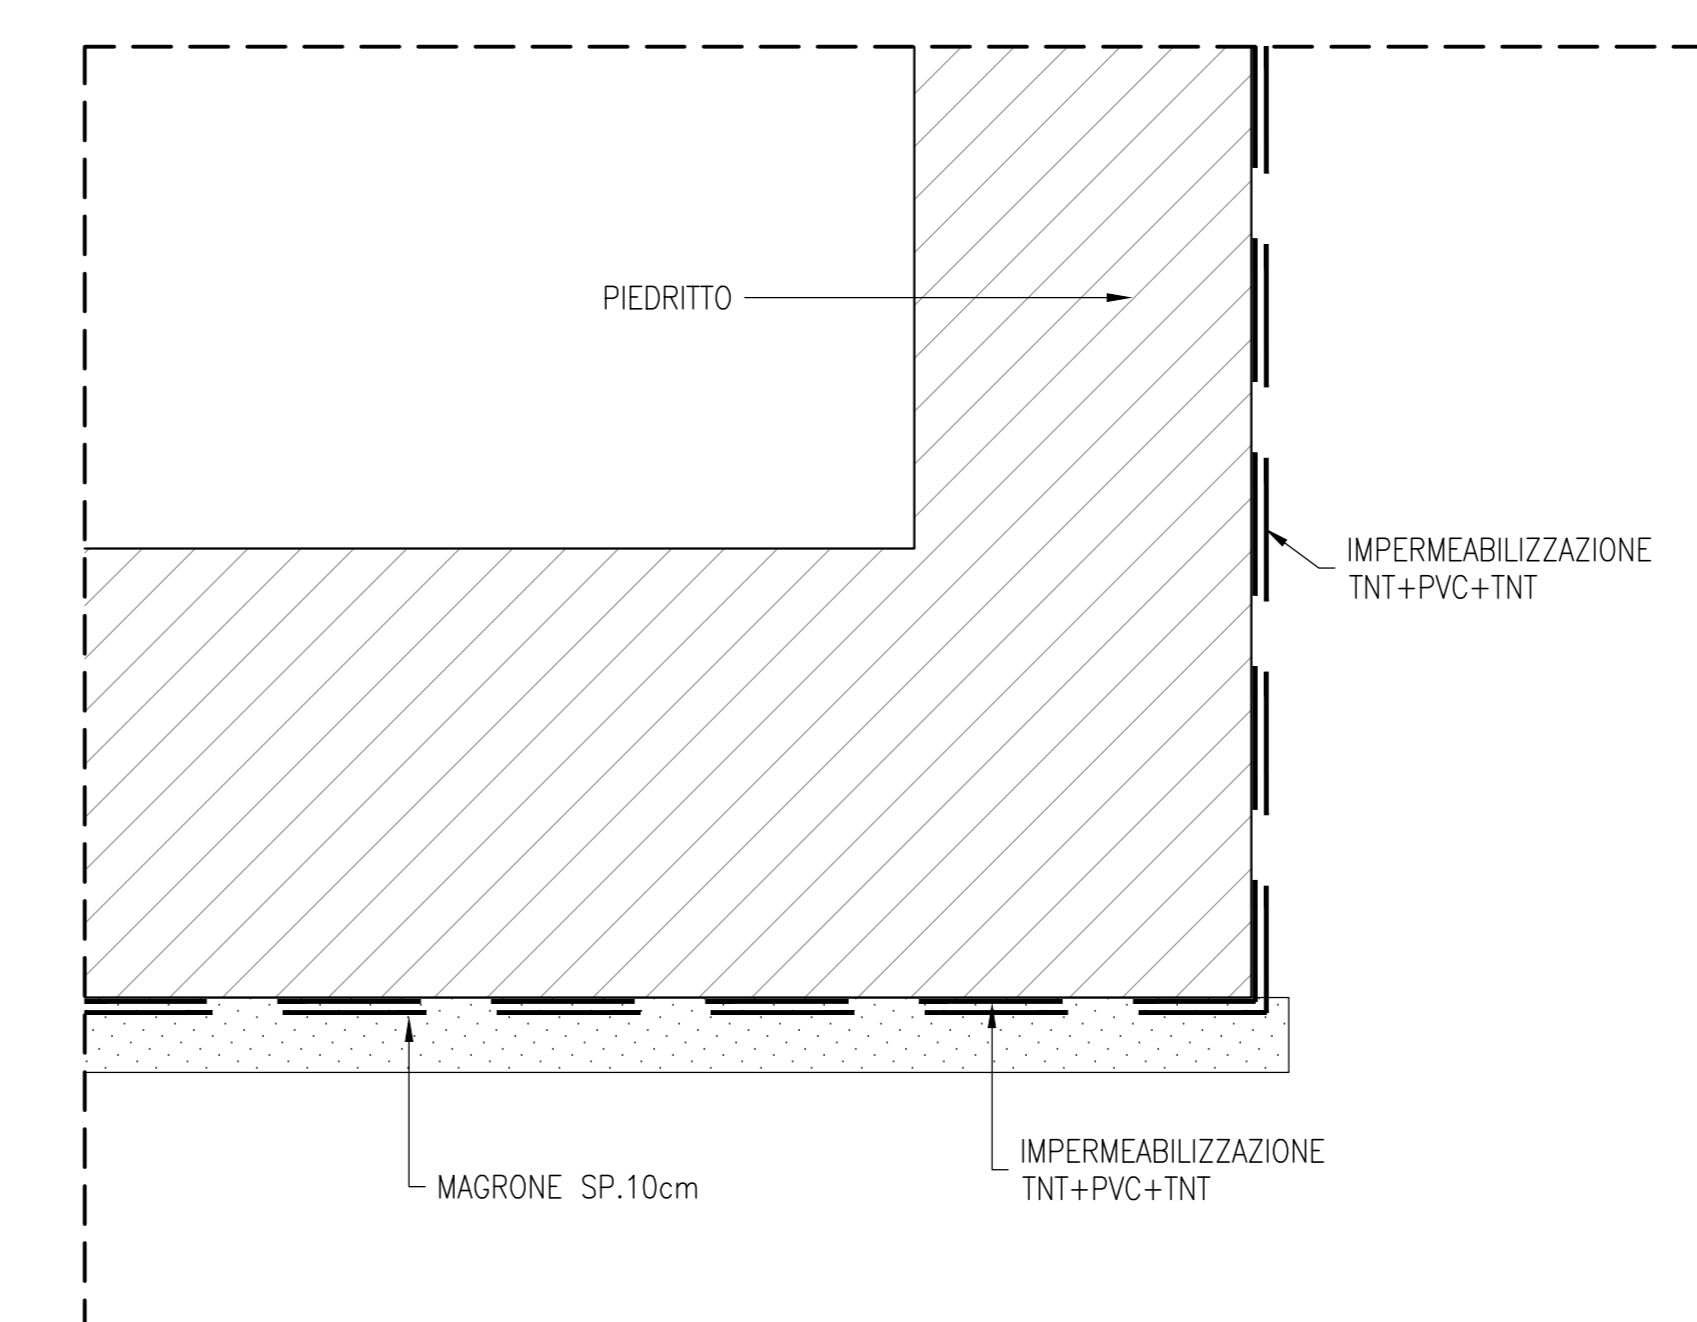 PIEDRITTO
IMPERMEABILIZZAZIONE
TNT+PVC+TNT
IMPERMEABILIZZAZIONE
TNT+PVC+TNT
MAGRONE SP.10cm